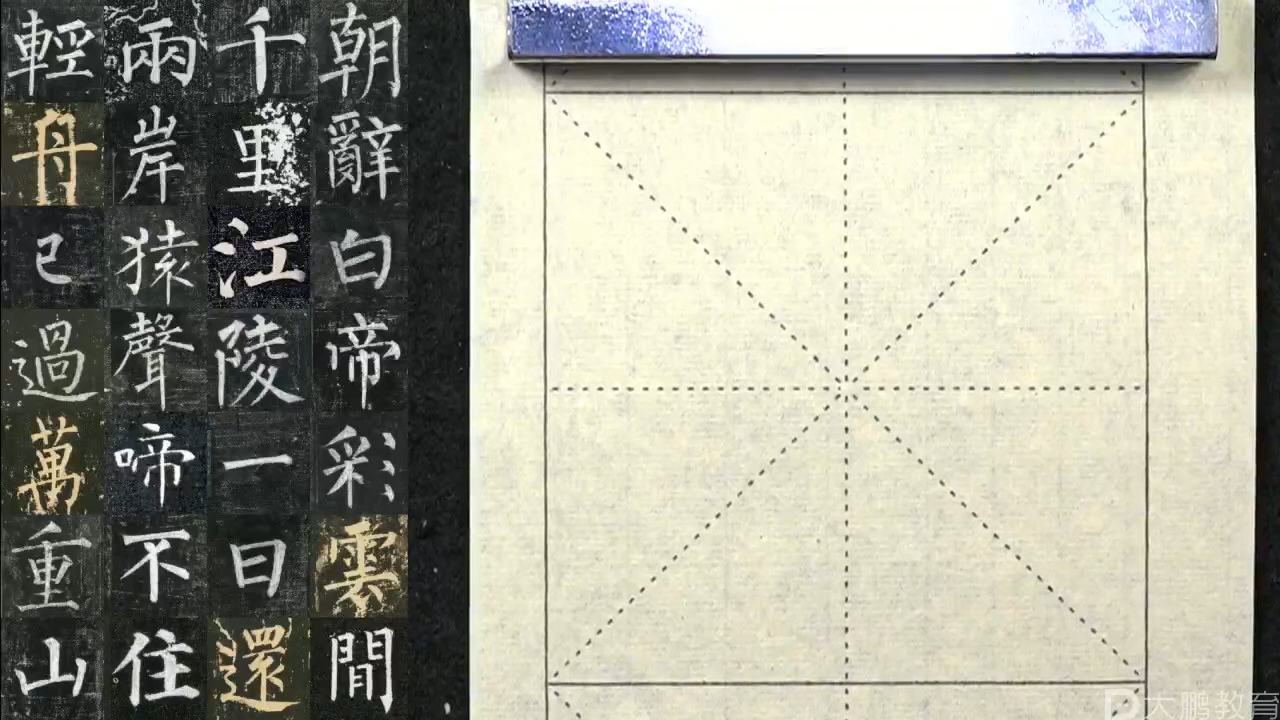 朝辭白帝彩雲間
千里江陵一日還
兩岸猿聲啼不住
輕舟已過萬重山
大鹏教育